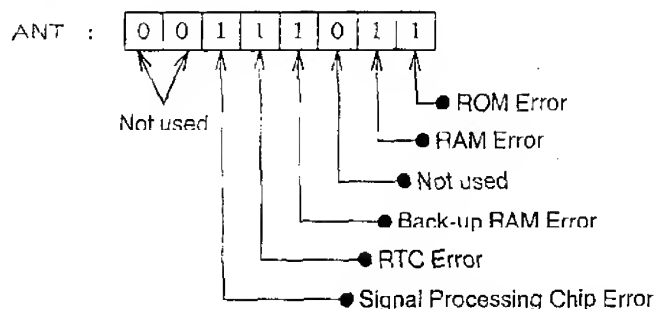 ANT : 0 0 1 1 1 0 1 1
ROM Error
Not used
RAM Error
Not used
Back-up RAM Error
RTC Error
Signal Processing Chip Error